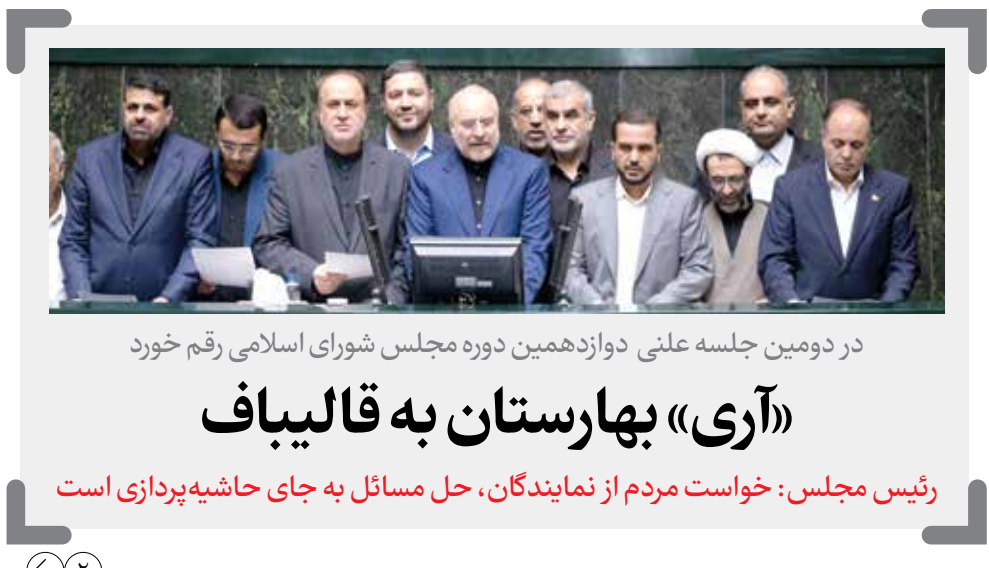 در دومین جلسه علنی دوازدهمین دوره مجلس شورای اسلامی رقم خورد
«آری» بهارستان به قالیباف
رئیس مجلس: خواست مردم از نمایندگان، حل مسائل به جای حاشیه‌پردازی است
۲